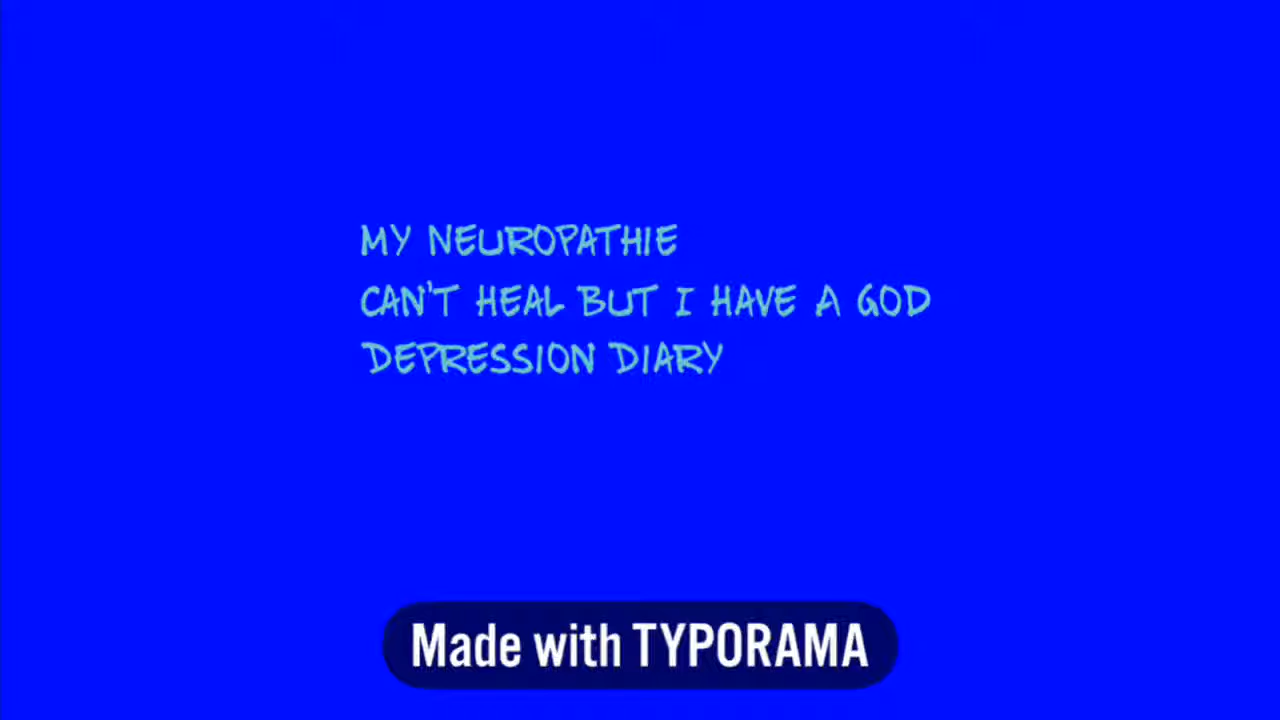 MY NEUROPATHIE
CAN'T HEAL BUT I HAVE A GOD
DEPRESSION DIARY
Made with TYPORAMA